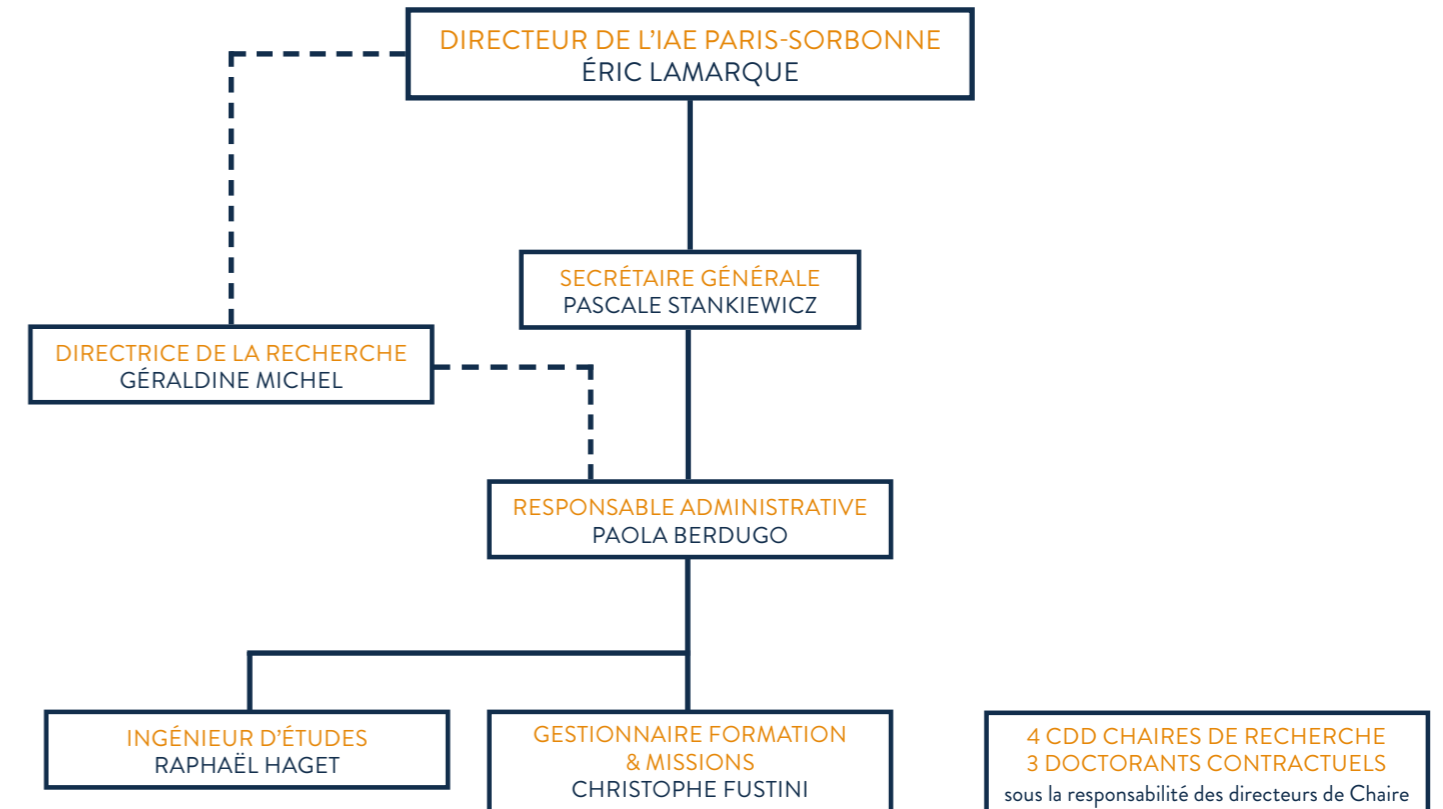 DIRECTEUR DE L’IAE PARIS-SORBONNE
ÉRIC LAMARQUE
SECRÉTAIRE GÉNÉRALE
PASCALE STANKIEWICZ
DIRECTRICE DE LA RECHERCHE
GÉRALDINE MICHEL
RESPONSABLE ADMINISTRATIVE
PAOLA BERDUGO
INGÉNIEUR D’ÉTUDES
RAPHAËL HAGET
GESTIONNAIRE FORMATION
& MISSIONS
CHRISTOPHE FUSTINI
4 CDD CHAIRES DE RECHERCHE
3 DOCTORANTS CONTRACTUELS
sous la responsabilité des directeurs de Chaire